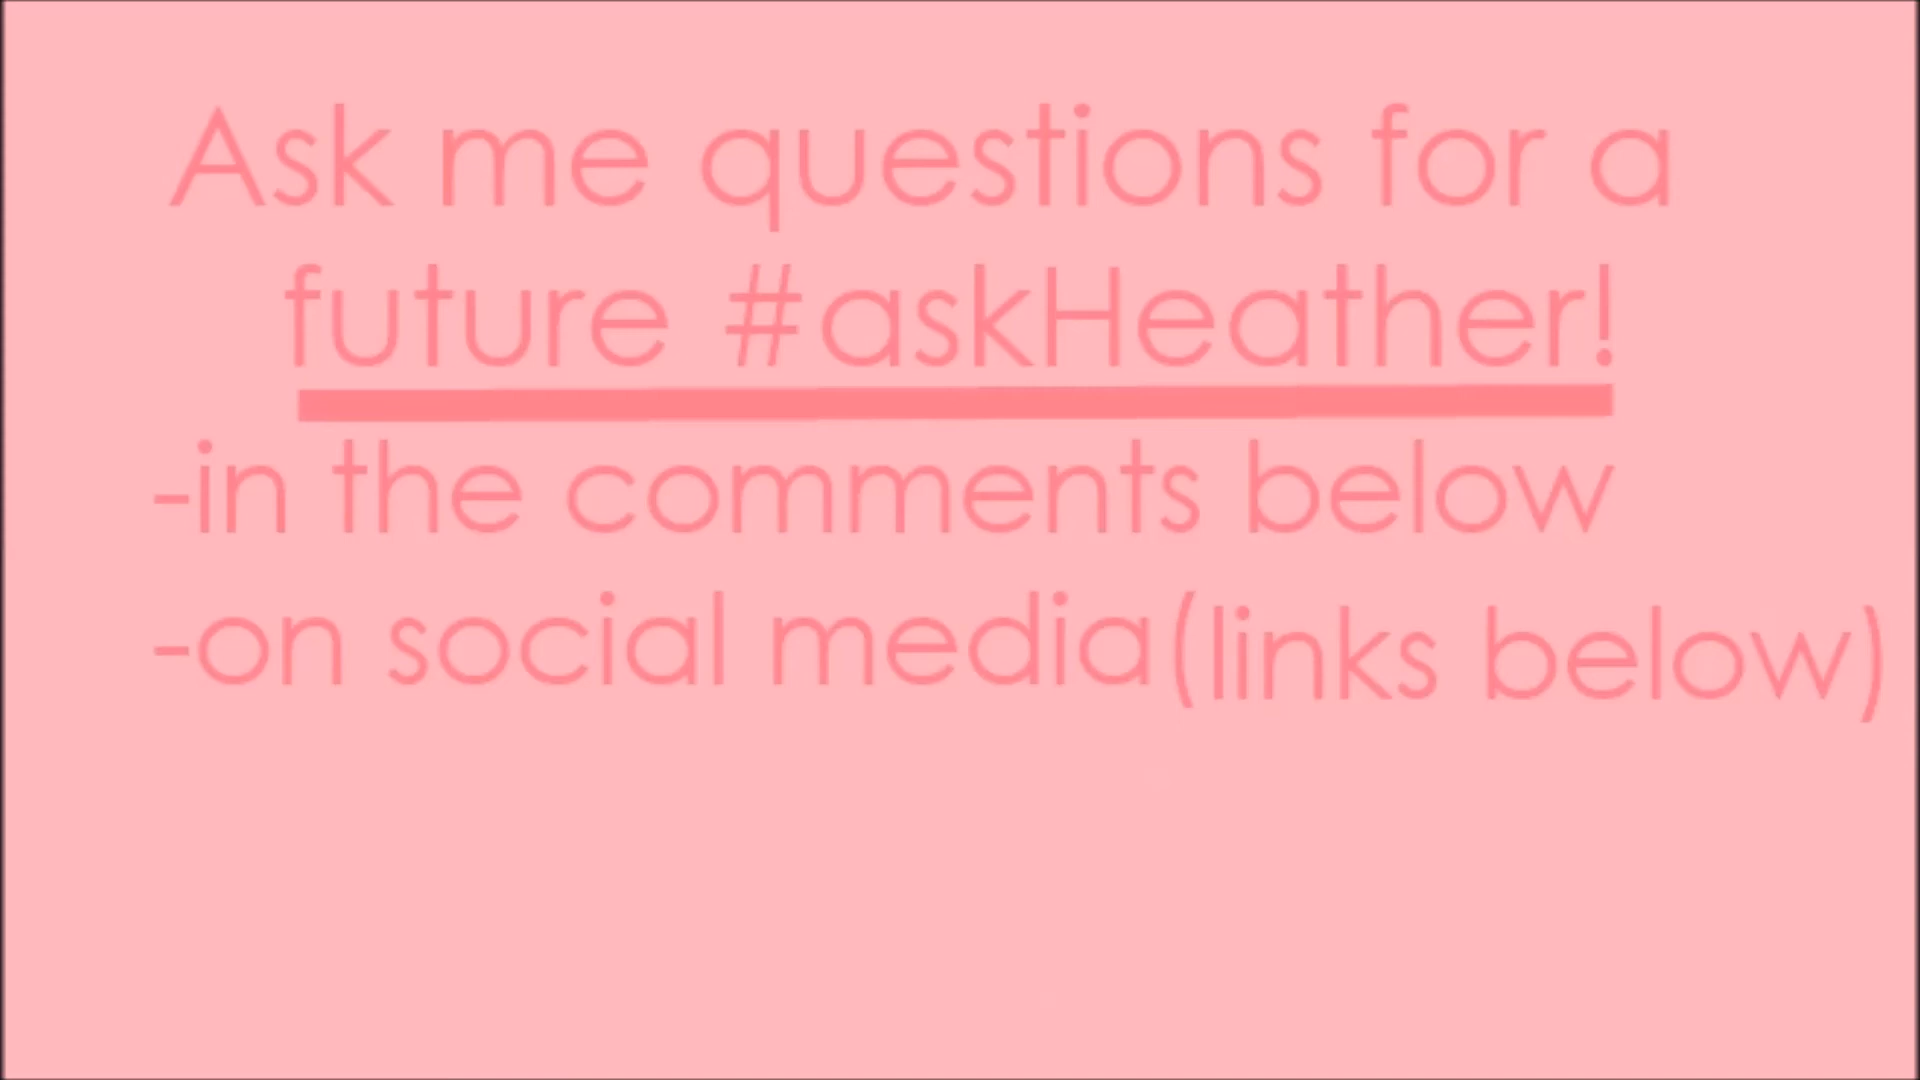 Ask me questions for a
future #askHeather!
-in the comments below
-on social media(links below)